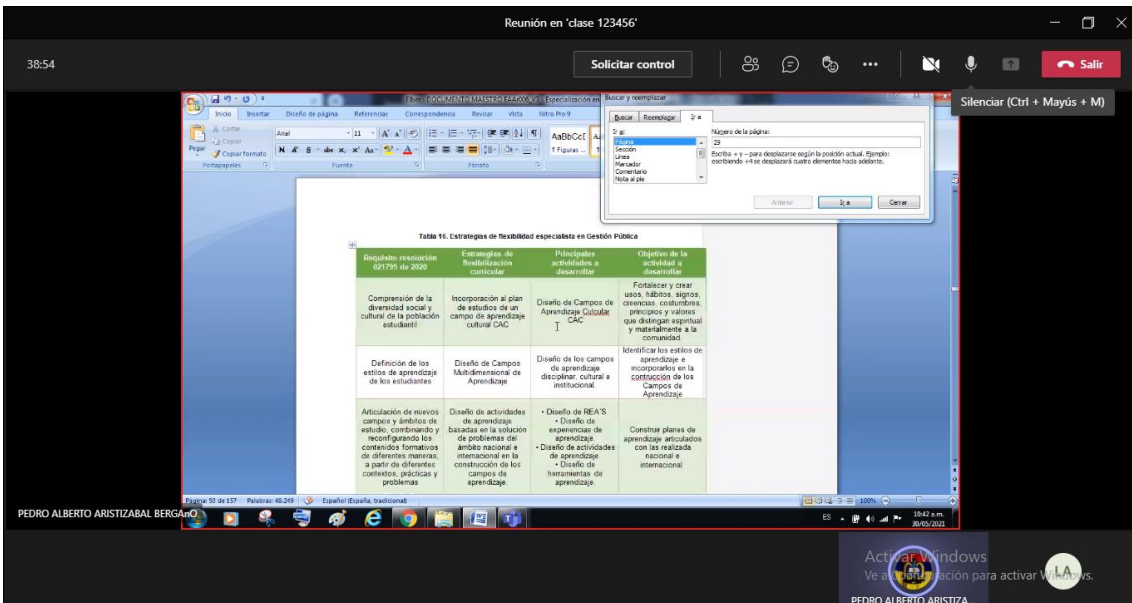 Reunión en 'clase 123456'
38:54
Solicitar control
Salir
Silenciar (Ctrl + Mayús + M)
Inicio Insertar Diseño de página Referencias Correspondencia Revisar Vista Nitro Pro 9
Cortar
Copiar
Copiar formato
Pegar
Portapapeles
Arial 11
Fuente
Párrafo
AaBbCcI
¶ Figuras ...
Buscar y reemplazar
Buscar Reemplazar Ir a
Ir a:
Página
Sección
Línea
Marcador
Comentario
Nota al pie
Número de la página:
29
Escriba + y – para desplazarse según la posición actual. Ejemplo:
escribiendo +4 se desplazará cuatro elementos hacia adelante.
Anterior Ir a Cerrar
Tabla 16. Estrategias de flexibilidad especialista en Gestión Pública
Requisito resolución
021795 de 2020
Estrategias de
flexibilización
curricular
Principales
actividades a
desarrollar
Objetivo de la
actividad a
desarrollar
Comprensión de la
diversidad social y
cultural de la población
estudiantil
Incorporación al plan
de estudios de un
campo de aprendizaje
cultural CAC
Diseño de Campos de
Aprendizaje Culcular
CAC
Fortalecer y crear
usos, hábitos, signos,
creencias, costumbres,
principios y valores
que distingan espiritual
y materialmente a la
comunidad
Definición de los
estilos de aprendizaje
de los estudiantes
Diseño de Campos
Multidimensional de
Aprendizaje
Diseño de los campos
de aprendizaje
disciplinar, cultural e
institucional.
Identificar los estilos de
aprendizaje e
incorporarlos en la
contrucción de los
Campos de
Aprendizaje
Articulación de nuevos
campos y ámbitos de
estudio, combinando y
reconfigurando los
contenidos formativos
de diferentes maneras,
a partir de diferentes
contextos, prácticas y
problemas
Diseño de actividades
de aprendizaje
basadas en la solución
de problemas del
ámbito nacional e
internacional en la
construcción de los
campos de
aprendizaje.
• Diseño de REA'S
• Diseño de
experiencias de
aprendizaje.
• Diseño de actividades
de aprendizaje
• Diseño de
herramientas de
aprendizaje.
Construir planes de
aprendizaje articulados
con las realizada
nacional e
internacional
Página: 50 de 157 Palabras: 48.249 Español (España, tradicional) 100%
PEDRO ALBERTO ARISTIZABAL BERGAnO
ES 10:42 a.m.
30/05/2021
Activar Windows
Ve a Configuración para activar Windows.
LA
PEDRO ALBERTO ARISTIZA...